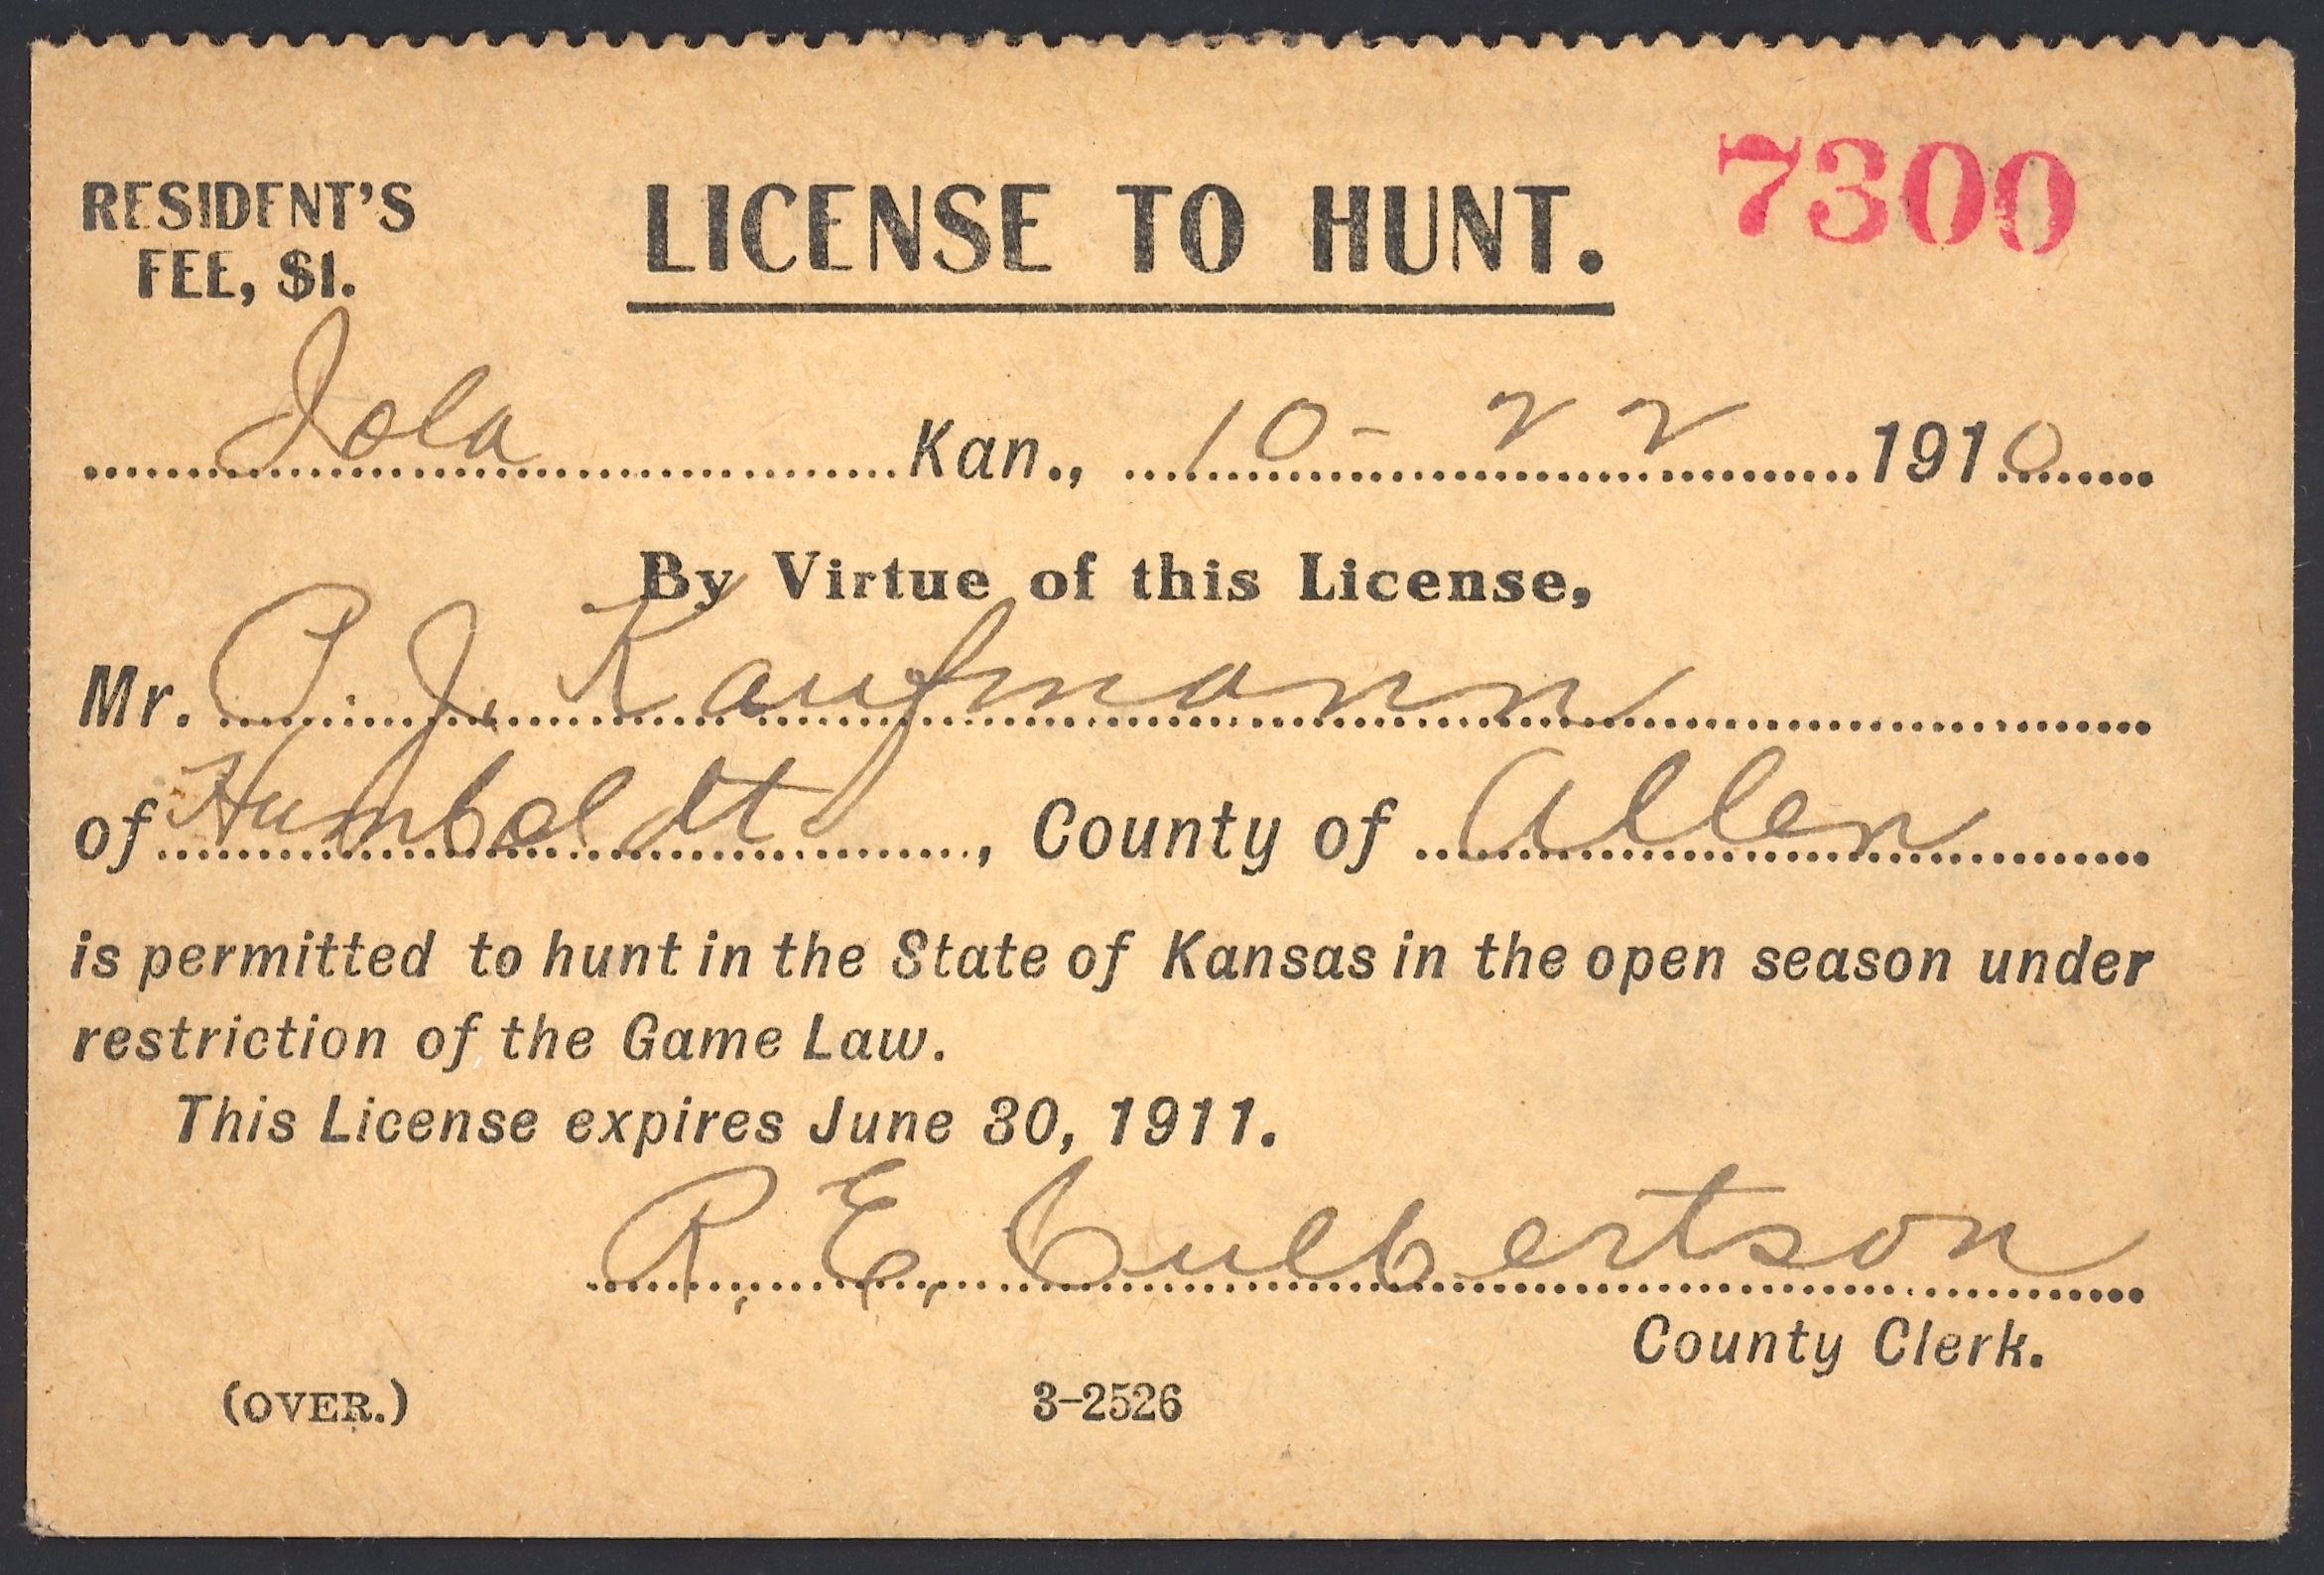 RESIDENT'S
FEE, $1.
LICENSE TO HUNT.
7300
Iola Kan., 10-22 1910
By Virtue of this License,
Mr. P. J. Kaufmann
of Humboldt, County of Allen
is permitted to hunt in the State of Kansas in the open season under
restriction of the Game Law.
This License expires June 30, 1911.
R. E. Culbertson
County Clerk.
(OVER.)
3-2526